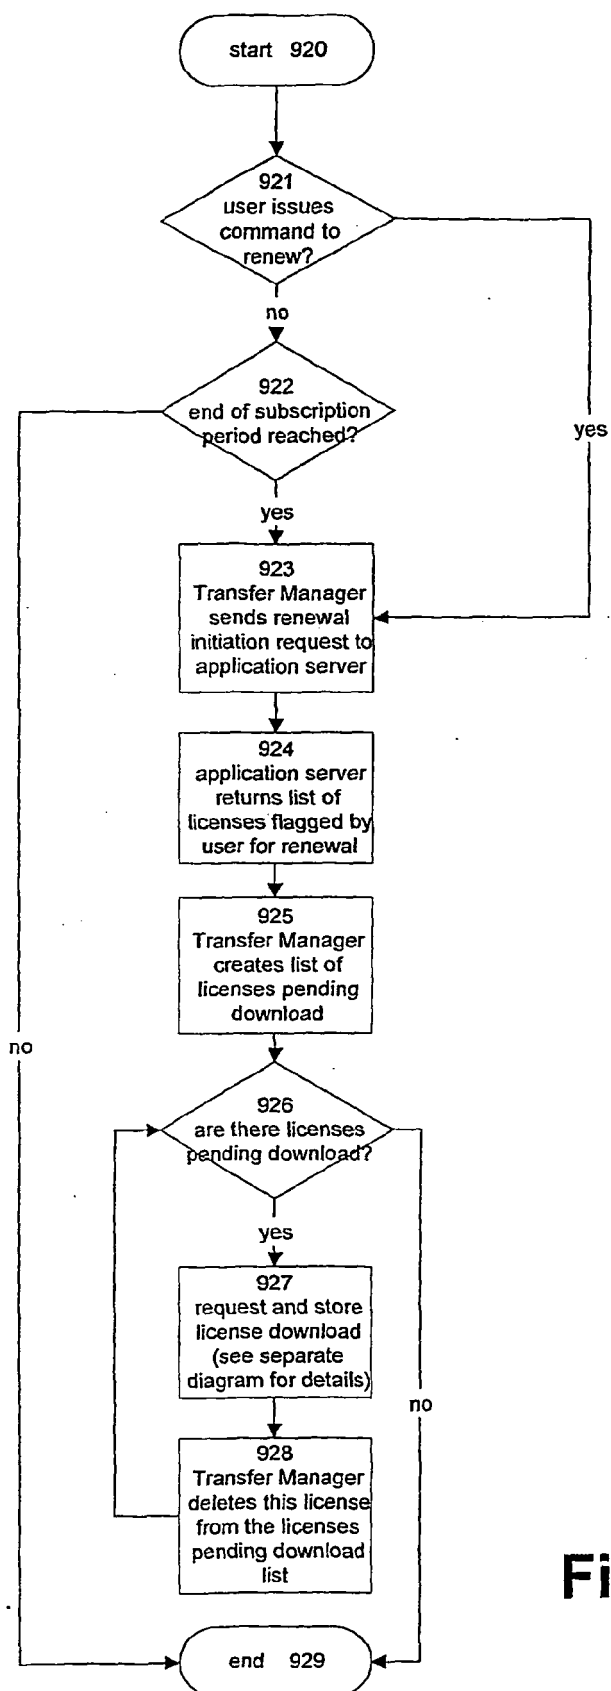 start 920
921
user issues
command to
renew?
no
922
end of subscription
period reached?
yes
yes
923
Transfer Manager
sends renewal
initiation request to
application server
924
application server
returns list of
licenses flagged by
user for renewal
925
Transfer Manager
creates list of
licenses pending
download
no
926
are there licenses
pending download?
yes
927
request and store
license download
(see separate
diagram for details)
no
928
Transfer Manager
deletes this license
from the licenses
pending download
list
Fi
end 929